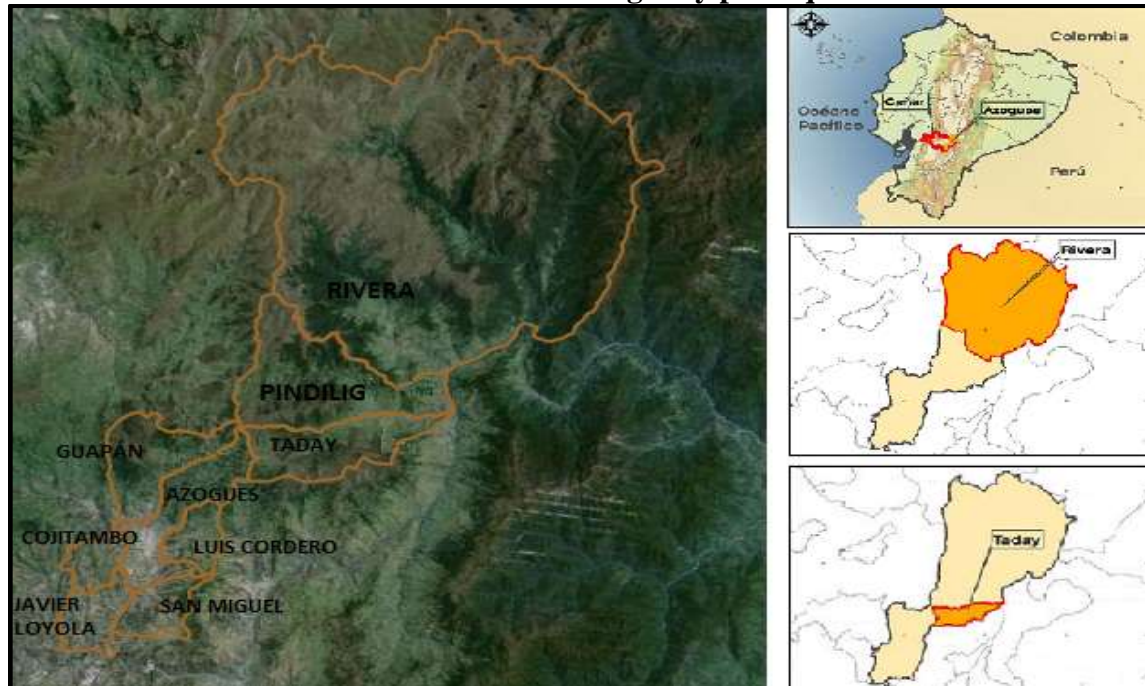 RIVERA
PINDILIG
TADAY
GUAPÁN
AZOGUES
COJITAMBO
LUIS CORDERO
JAVIER
LOYOLA
SAN MIGUEL
Colombia
Cañar
Azogues
Océano
Pacífico
Perú
Rivera
Taday